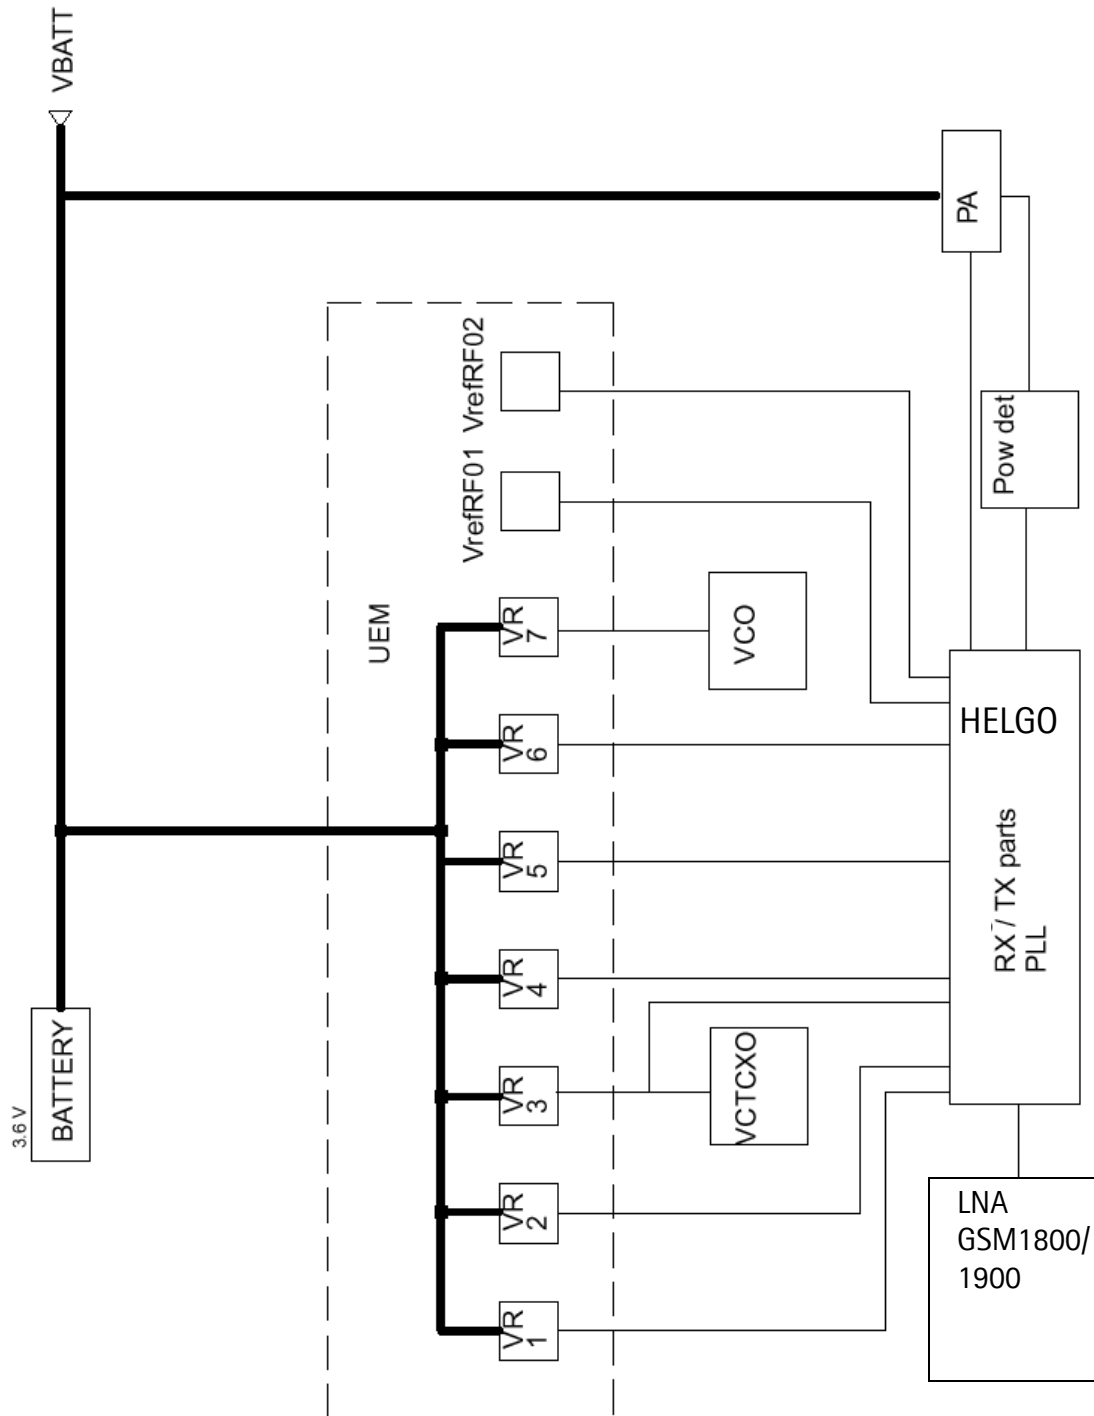 VBATT
3.6 V
BATTERY
UEM
VrefRF02
VrefRF01
VR
7
VR
6
VR
5
VR
4
VR
3
VR
2
VR
1
VCO
VCTCXO
PA
Pow det
HELGO
RX / TX parts
PLL
LNA
GSM1800/
1900